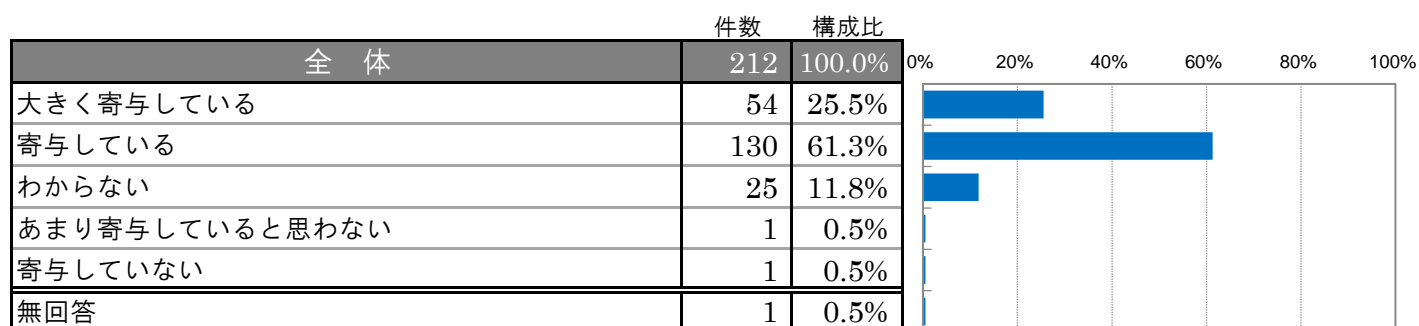 件数 構成比
全 体 212 100.0% 0% 20% 40% 60% 80% 100%
大きく寄与している 54 25.5%
寄与している 130 61.3%
わからない 25 11.8%
あまり寄与していると思わない 1 0.5%
寄与していない 1 0.5%
無回答 1 0.5%